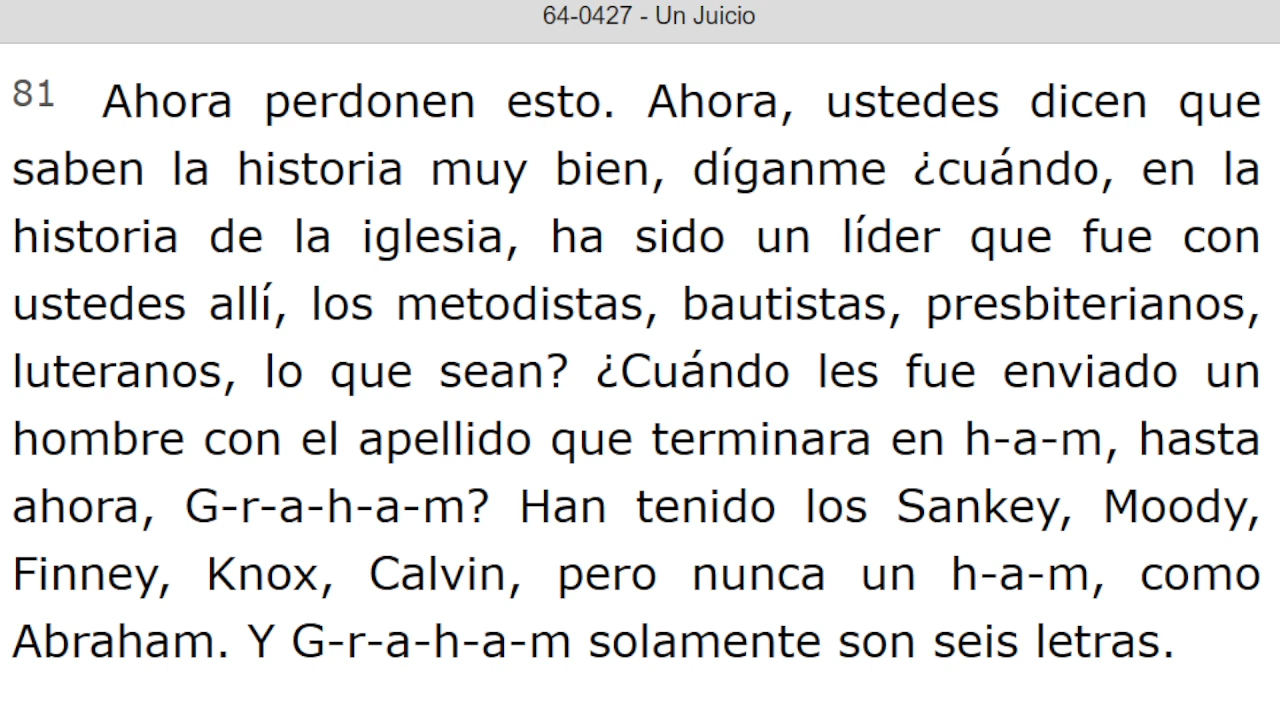 64-0427 - Un Juicio
81 Ahora perdonen esto. Ahora, ustedes dicen que
saben la historia muy bien, díganme ¿cuándo, en la
historia de la iglesia, ha sido un líder que fue con
ustedes allí, los metodistas, bautistas, presbiterianos,
luteranos, lo que sean? ¿Cuándo les fue enviado un
hombre con el apellido que terminara en h-a-m, hasta
ahora, G-r-a-h-a-m? Han tenido los Sankey, Moody,
Finney, Knox, Calvin, pero nunca un h-a-m, como
Abraham. Y G-r-a-h-a-m solamente son seis letras.